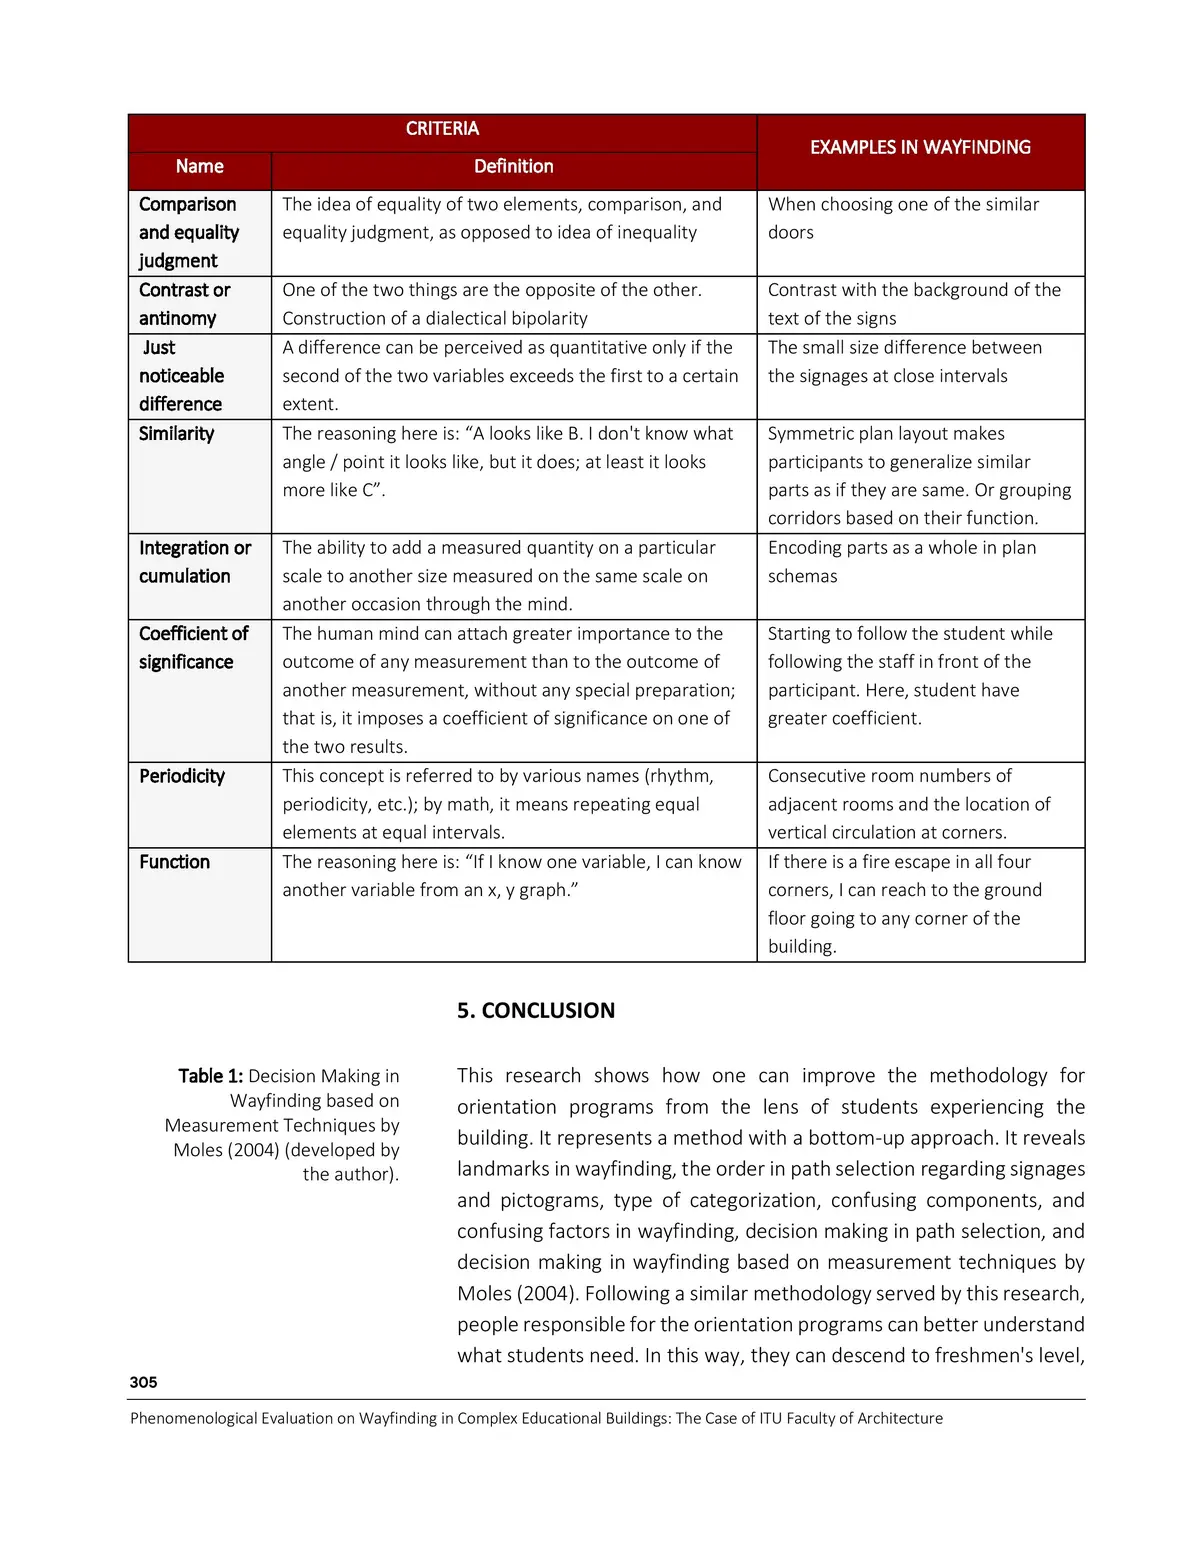 CRITERIA
EXAMPLES IN WAYFINDING
Name
Definition
Comparison
and equality
judgment
The idea of equality of two elements, comparison, and
equality judgment, as opposed to idea of inequality
When choosing one of the similar
doors
Contrast or
antinomy
One of the two things are the opposite of the other.
Construction of a dialectical bipolarity
Contrast with the background of the
text of the signs
Just
noticeable
difference
A difference can be perceived as quantitative only if the
second of the two variables exceeds the first to a certain
extent.
The small size difference between
the signages at close intervals
Similarity
The reasoning here is: “A looks like B. I don't know what
angle / point it looks like, but it does; at least it looks
more like C”.
Symmetric plan layout makes
participants to generalize similar
parts as if they are same. Or grouping
corridors based on their function.
Integration or
cumulation
The ability to add a measured quantity on a particular
scale to another size measured on the same scale on
another occasion through the mind.
Encoding parts as a whole in plan
schemas
Coefficient of
significance
The human mind can attach greater importance to the
outcome of any measurement than to the outcome of
another measurement, without any special preparation;
that is, it imposes a coefficient of significance on one of
the two results.
Starting to follow the student while
following the staff in front of the
participant. Here, student have
greater coefficient.
Periodicity
This concept is referred to by various names (rhythm,
periodicity, etc.); by math, it means repeating equal
elements at equal intervals.
Consecutive room numbers of
adjacent rooms and the location of
vertical circulation at corners.
Function
The reasoning here is: “If I know one variable, I can know
another variable from an x, y graph.”
If there is a fire escape in all four
corners, I can reach to the ground
floor going to any corner of the
building.
5. CONCLUSION
Table 1: Decision Making in
Wayfinding based on
Measurement Techniques by
Moles (2004) (developed by
the author).
This research shows how one can improve the methodology for
orientation programs from the lens of students experiencing the
building. It represents a method with a bottom-up approach. It reveals
landmarks in wayfinding, the order in path selection regarding signages
and pictograms, type of categorization, confusing components, and
confusing factors in wayfinding, decision making in path selection, and
decision making in wayfinding based on measurement techniques by
Moles (2004). Following a similar methodology served by this research,
people responsible for the orientation programs can better understand
what students need. In this way, they can descend to freshmen's level,
305
Phenomenological Evaluation on Wayfinding in Complex Educational Buildings: The Case of ITU Faculty of Architecture